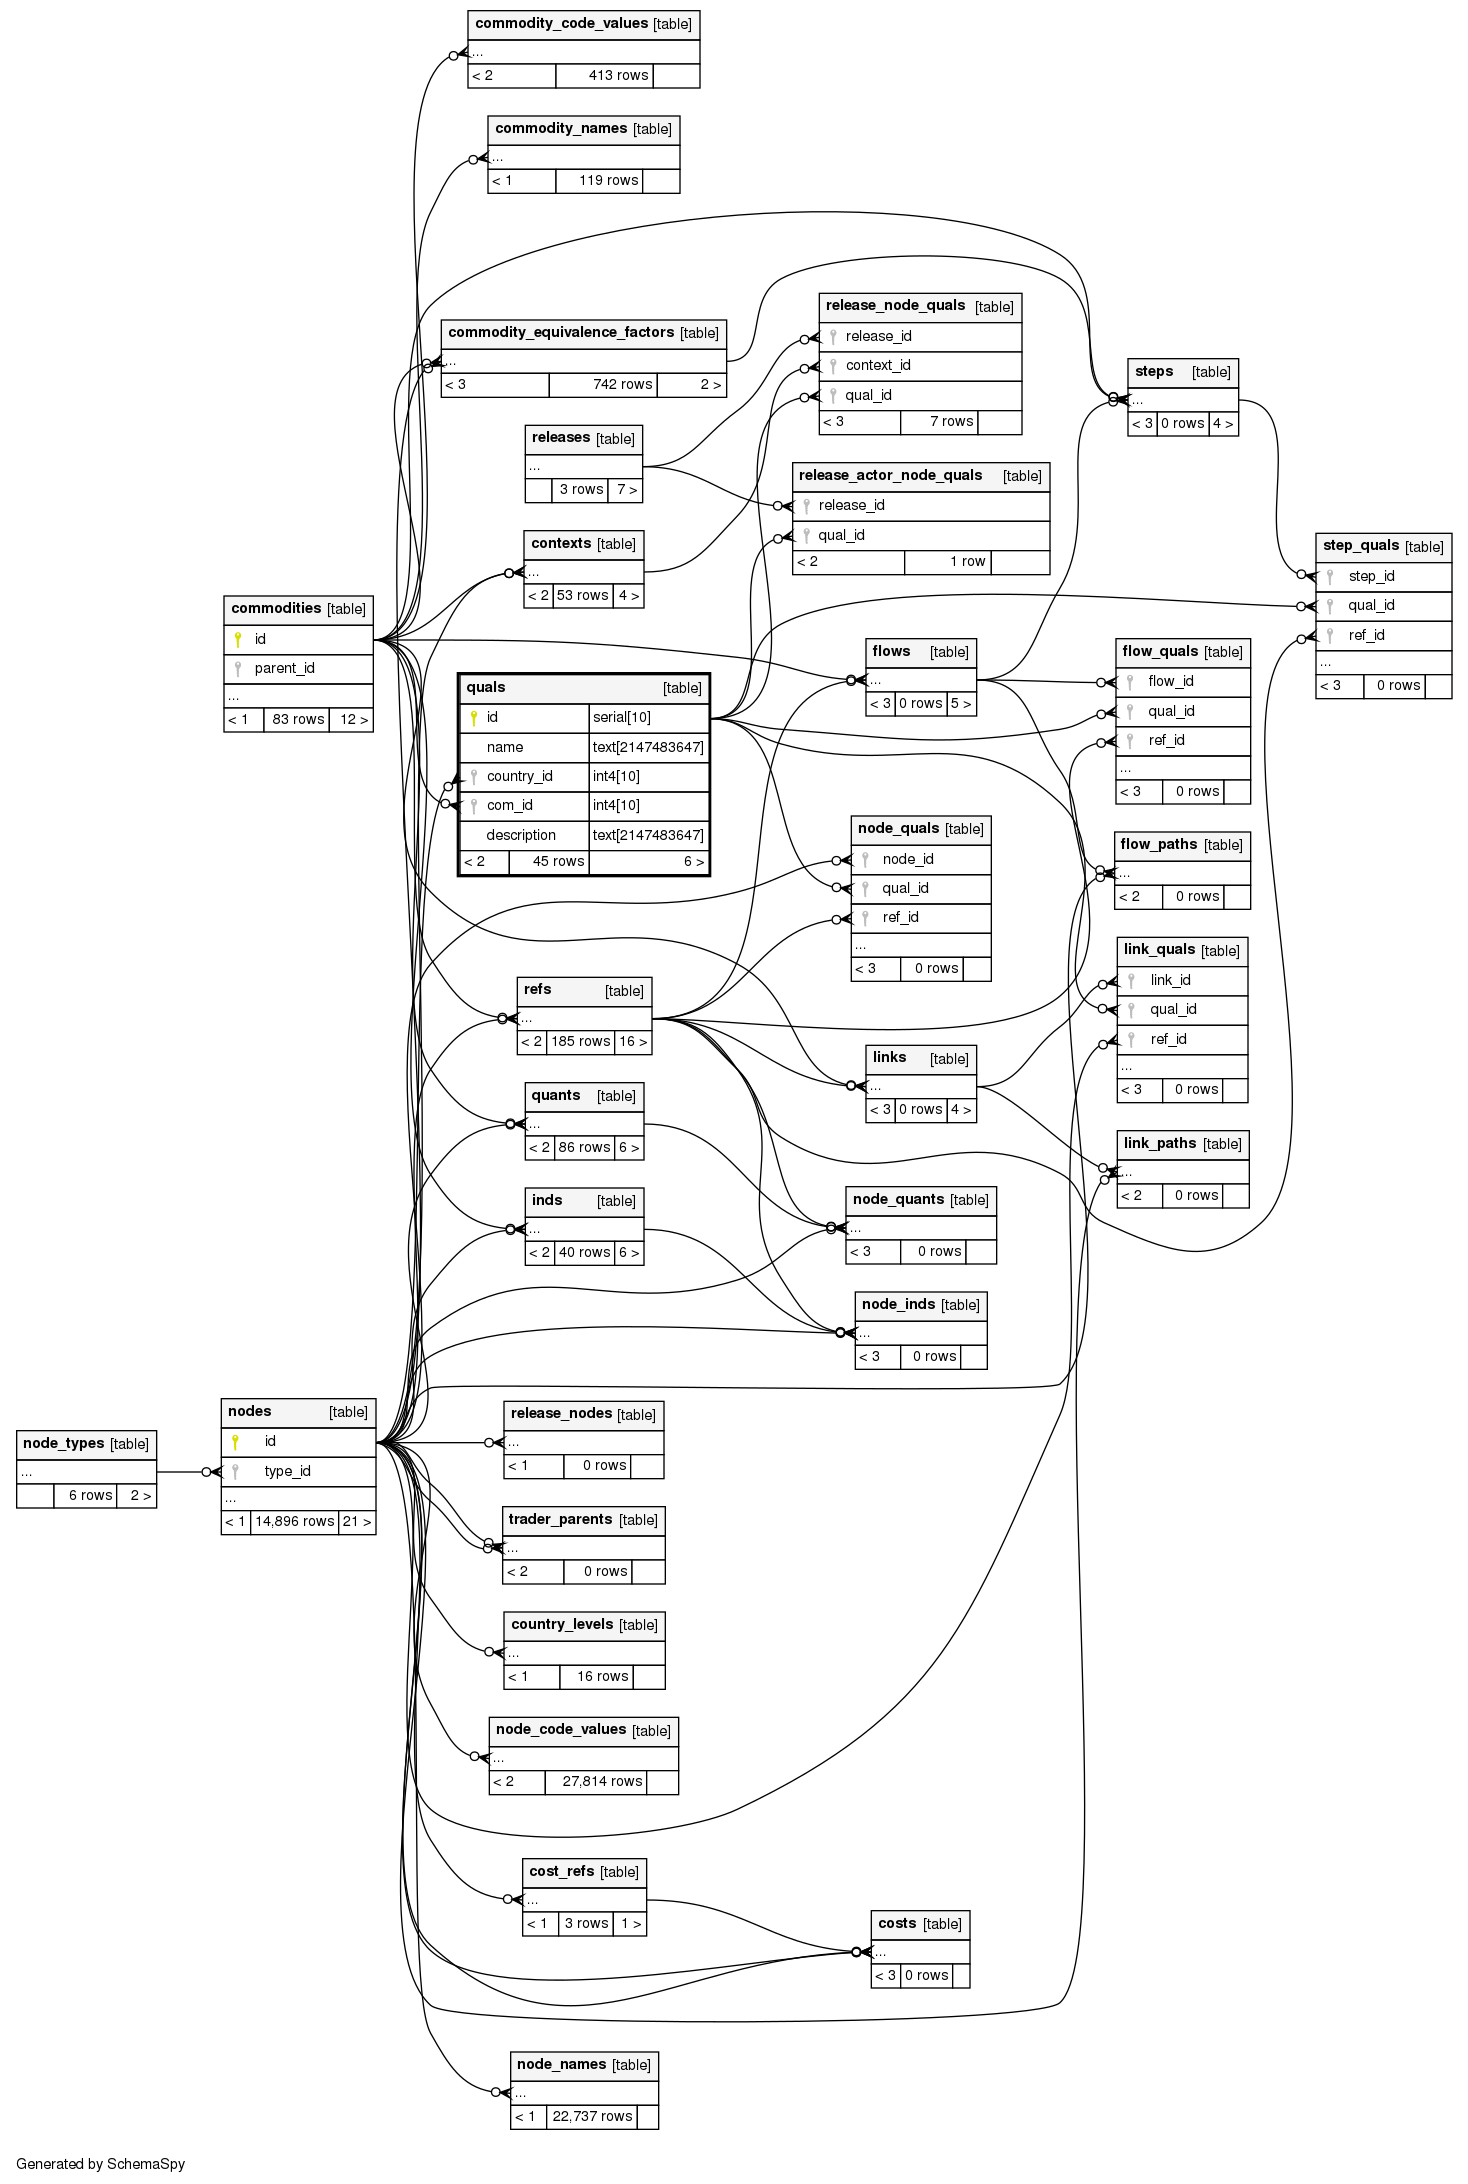 commodity_code_values [table]
...
< 2 413 rows
commodity_names [table]
...
< 1 119 rows
commodity_equivalence_factors [table]
...
< 3 742 rows 2 >
release_node_quals [table]
release_id
context_id
qual_id
< 3 7 rows
steps [table]
...
< 3 0 rows 4 >
releases [table]
...
3 rows 7 >
release_actor_node_quals [table]
release_id
qual_id
< 2 1 row
contexts [table]
...
< 2 53 rows 4 >
step_quals [table]
step_id
qual_id
ref_id
...
< 3 0 rows
commodities [table]
id
parent_id
...
< 1 83 rows 12 >
quals [table]
id serial[10]
name text[2147483647]
country_id int4[10]
com_id int4[10]
description text[2147483647]
< 2 45 rows 6 >
flows [table]
...
< 3 0 rows 5 >
flow_quals [table]
flow_id
qual_id
ref_id
...
< 3 0 rows
node_quals [table]
node_id
qual_id
ref_id
...
< 3 0 rows
flow_paths [table]
...
< 2 0 rows
link_quals [table]
link_id
qual_id
ref_id
...
< 3 0 rows
refs [table]
...
< 2 185 rows 16 >
links [table]
...
< 3 0 rows 4 >
quants [table]
...
< 2 86 rows 6 >
link_paths [table]
...
< 2 0 rows
inds [table]
...
< 2 40 rows 6 >
node_quants [table]
...
< 3 0 rows
node_inds [table]
...
< 3 0 rows
node_types [table]
...
6 rows 2 >
nodes [table]
id
type_id
...
< 1 14,896 rows 21 >
release_nodes [table]
...
< 1 0 rows
trader_parents [table]
...
< 2 0 rows
country_levels [table]
...
< 1 16 rows
node_code_values [table]
...
< 2 27,814 rows
cost_refs [table]
...
< 1 3 rows 1 >
costs [table]
...
< 3 0 rows
node_names [table]
...
< 1 22,737 rows
Generated by SchemaSpy